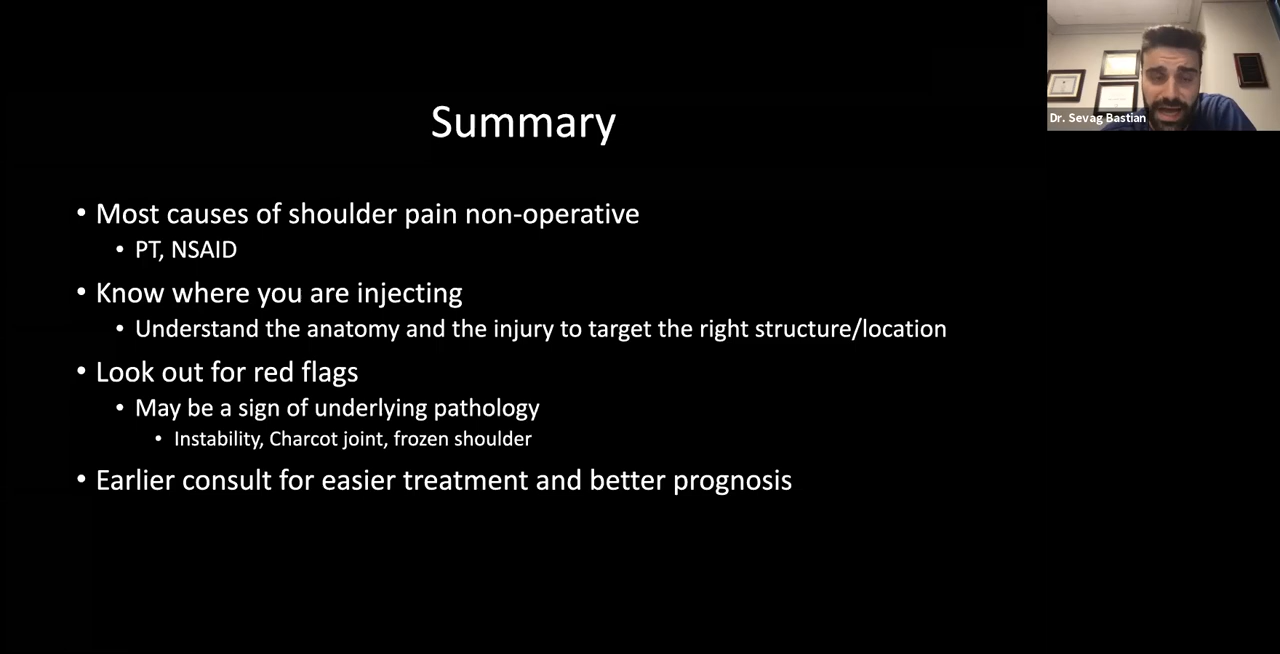 Summary
• Most causes of shoulder pain non-operative
• PT, NSAID
• Know where you are injecting
• Understand the anatomy and the injury to target the right structure/location
• Look out for red flags
• May be a sign of underlying pathology
• Instability, Charcot joint, frozen shoulder
• Earlier consult for easier treatment and better prognosis
Dr. Sevag Bastian